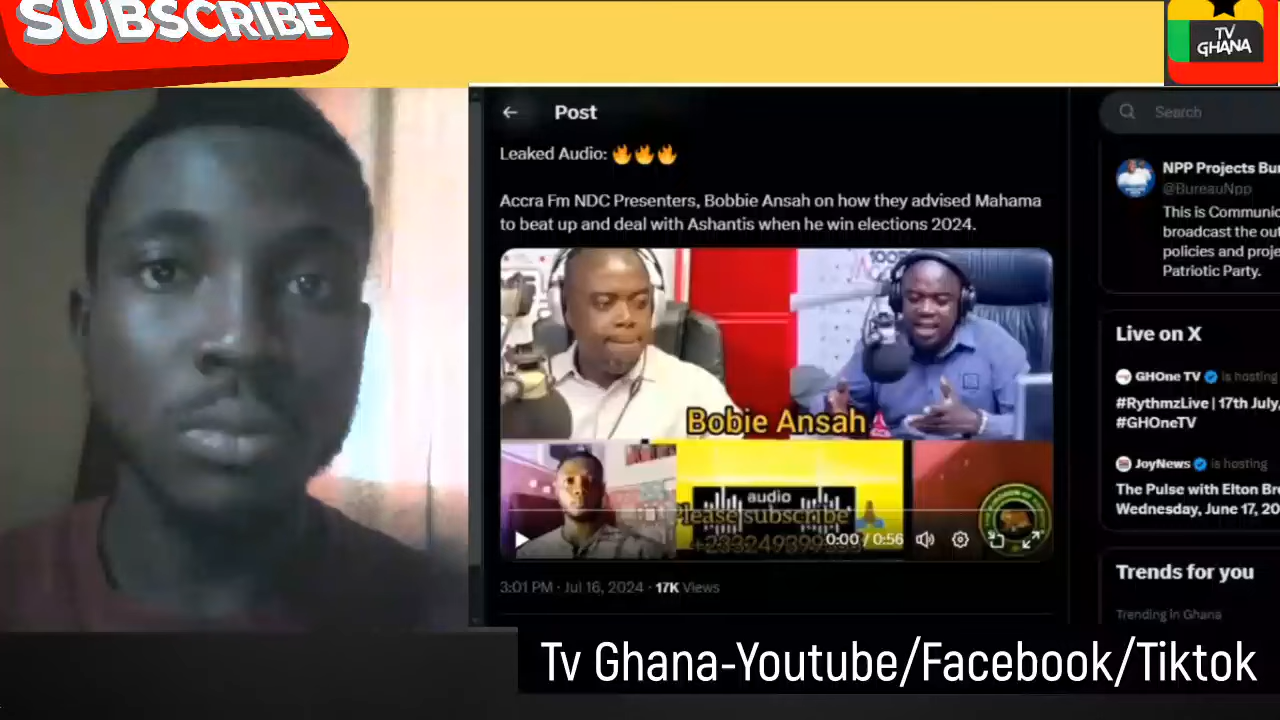 SUBSCRIBE
TV
GHANA
Post
Search
Leaked Audio: 🔥🔥🔥
Accra Fm NDC Presenters, Bobbie Ansah on how they advised Mahama
to beat up and deal with Ashantis when he win elections 2024.
Bobie Ansah
audio
Please subscribe
0:00 / 0:56
3:01 PM · Jul 16, 2024 · 17K Views
NPP Projects Bu
@BureauNpp
This is Communic
broadcast the ou
policies and proje
Patriotic Party.
Live on X
GHOne TV is hosting
#RythmzLive | 17th July,
#GHOneTV
JoyNews is hosting
The Pulse with Elton Bro
Wednesday, June 17, 20
Trends for you
Trending in Ghana
Tv Ghana-Youtube/Facebook/Tiktok